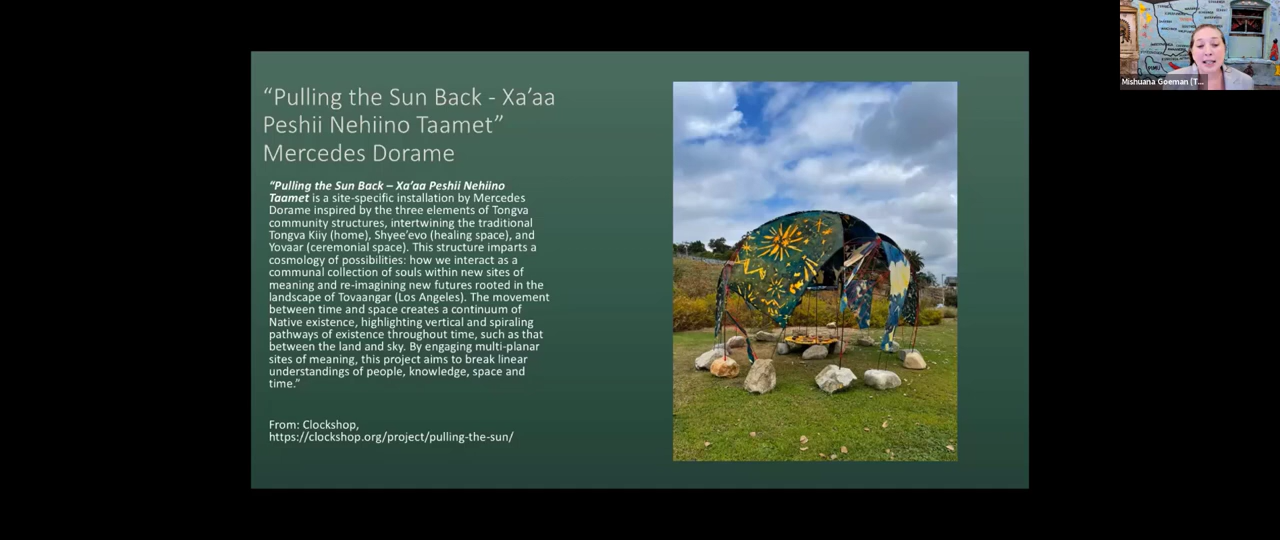 “Pulling the Sun Back - Xa’aa
Peshii Nehiino Taamet”
Mercedes Dorame
“Pulling the Sun Back – Xa’aa Peshii Nehiino
Taamet is a site-specific installation by Mercedes
Dorame inspired by the three elements of Tongva
community structures, intertwining the traditional
Tongva Kiiy (home), Shyee’evo (healing space), and
Yovaar (ceremonial space). This structure imparts a
cosmology of possibilities: how we interact as a
communal collection of souls within new sites of
meaning and re-imagining new futures rooted in the
landscape of Tovaangar (Los Angeles). The movement
between time and space creates a continuum of
Native existence, highlighting vertical and spiraling
pathways of existence throughout time, such as that
between the land and sky. By engaging multi-planar
sites of meaning, this project aims to break linear
understandings of people, knowledge, space and
time.”
From: Clockshop,
https://clockshop.org/project/pulling-the-sun/
Mishuana Goeman (T...